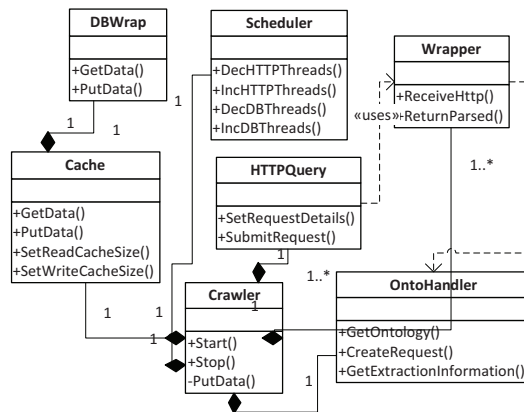 DBWrap
+GetData()
+PutData()
1
1
Scheduler
+DecHTTPThreads()
+IncHTTPThreads()
+DecDBThreads()
+IncDBThreads()
1
Wrapper
+ReceiveHttp()
+ReturnParsed()
«uses»
1..*
Cache
+GetData()
+PutData()
+SetReadCacheSize()
+SetWriteCacheSize()
1
HTTPQuery
+SetRequestDetails()
+SubmitRequest()
1
1..*
Crawler
+Start()
+Stop()
-PutData()
1
1
1
OntoHandler
+GetOntology()
+CreateRequest()
+GetExtractionInformation()
1